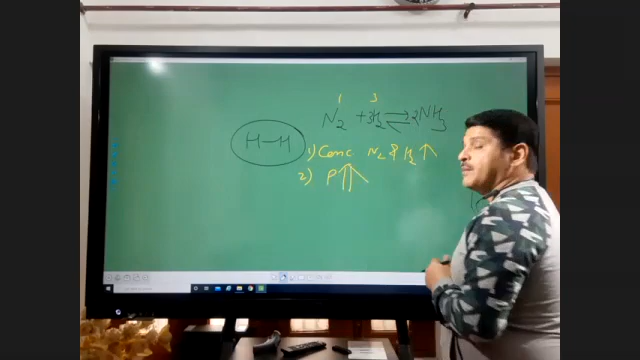 1 3
N₂ + 3H₂ ⇌ 2NH₃
H—H
1) Conc N₂ & H₂ ↑
2) P ↑↑